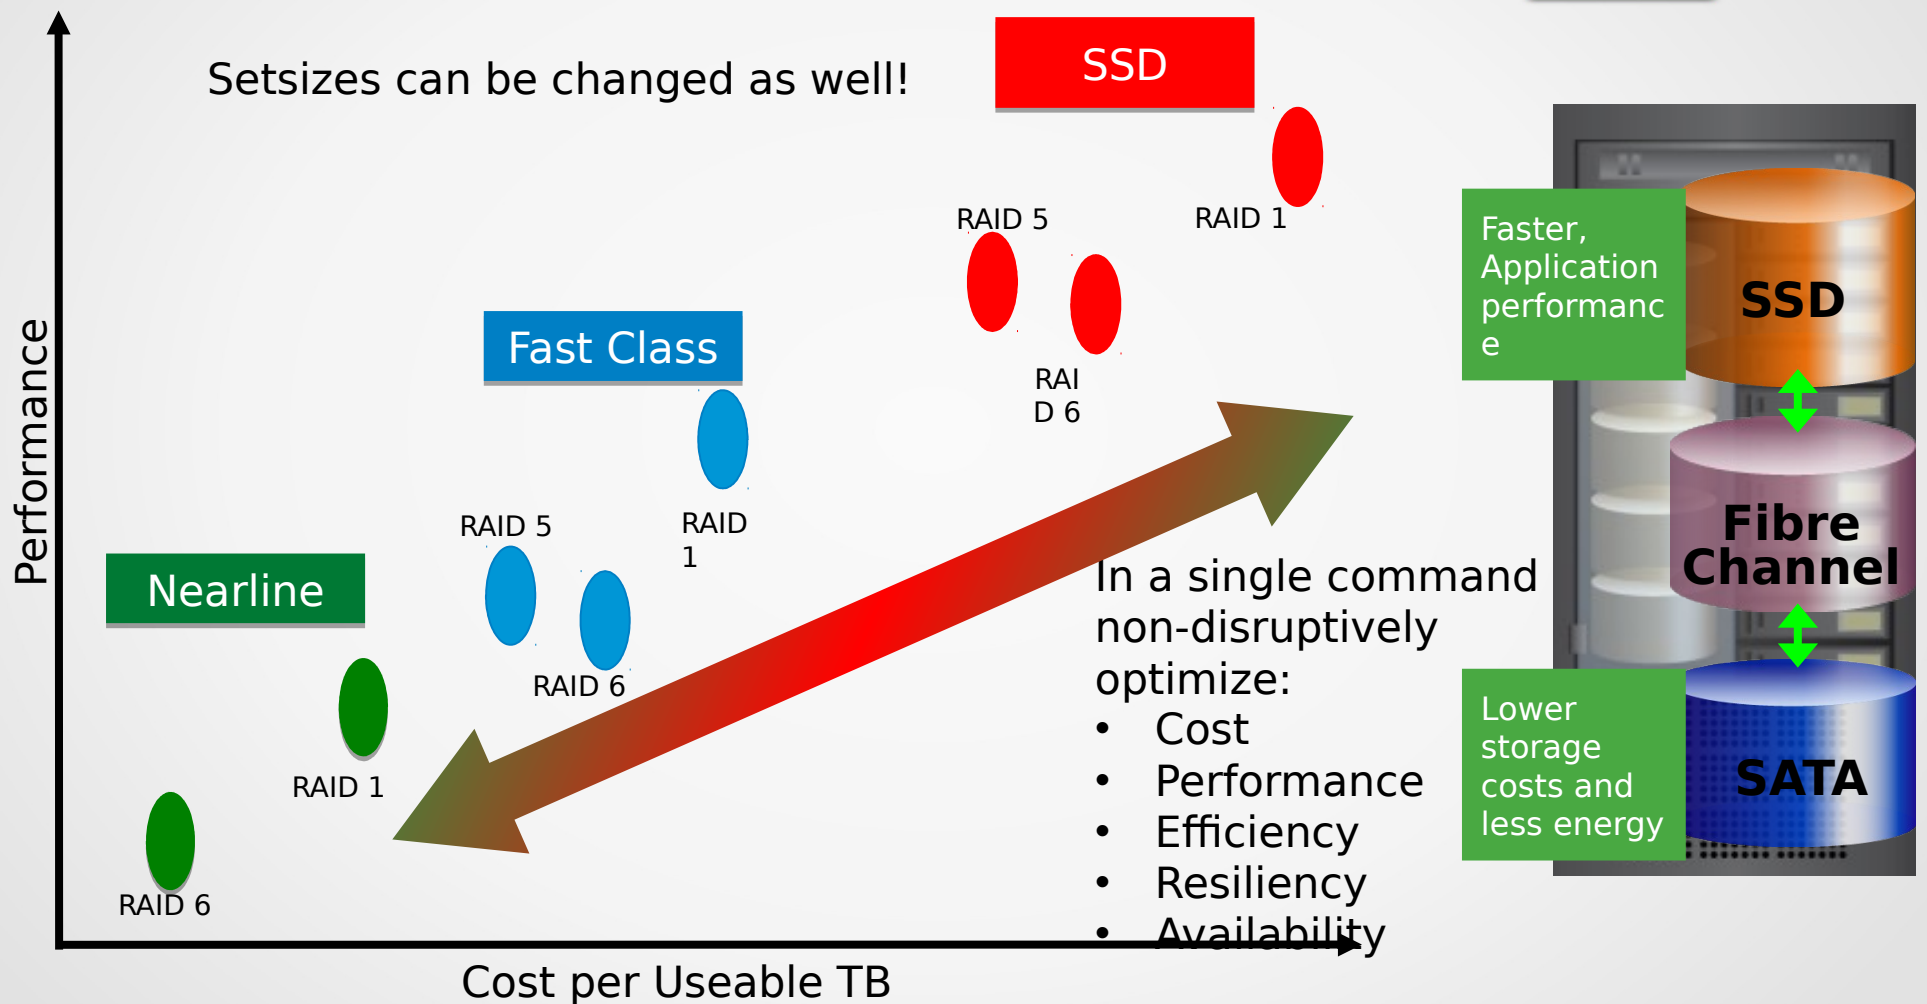 Setsizes can be changed as well!
SSD
RAID 5
RAID 1
RAI
D 6
Fast Class
RAID 5
RAID
1
RAID 6
Nearline
RAID 1
RAID 6
Performance
Cost per Useable TB
In a single command
non-disruptively
optimize:
• Cost
• Performance
• Efficiency
• Resiliency
• Availability
Faster,
Application
performanc
e
SSD
Fibre
Channel
Lower
storage
costs and
less energy
SATA